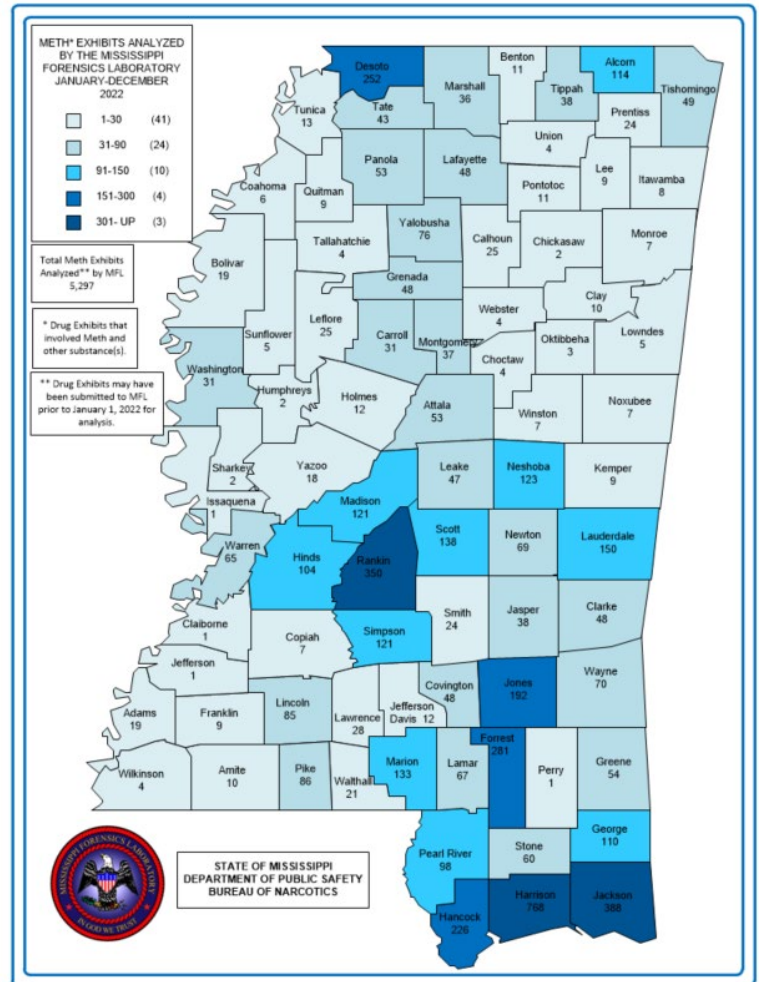 METH* EXHIBITS ANALYZED
BY THE MISSISSIPPI
FORENSICS LABORATORY
JANUARY-DECEMBER
2022
1-30 (41)
31-90 (24)
91-150 (10)
151-300 (4)
301- UP (3)
Total Meth Exhibits
Analyzed** by MFL
5,297
* Drug Exhibits that
involved Meth and
other substance(s).
** Drug Exhibits may have
been submitted to MFL
prior to January 1, 2022 for
analysis.
Desoto
252
Benton
11
Alcorn
114
Marshall
36
Tippah
38
Tishomingo
49
Tunica
13
Tate
43
Prentiss
24
Union
4
Panola
53
Lafayette
48
Lee
9
Itawamba
8
Coahoma
6
Quitman
9
Pontotoc
11
Yalobusha
76
Tallahatchie
4
Calhoun
25
Chickasaw
2
Monroe
7
Bolivar
19
Grenada
48
Clay
10
Leflore
25
Webster
4
Sunflower
5
Carroll
31
Montgomery
37
Oktibbeha
3
Lowndes
5
Choctaw
4
Washington
31
Humphreys
2
Holmes
12
Attala
53
Winston
7
Noxubee
7
Sharkey
2
Yazoo
18
Leake
47
Neshoba
123
Kemper
9
Issaquena
1
Madison
121
Scott
138
Newton
69
Lauderdale
150
Warren
65
Hinds
104
Rankin
350
Smith
24
Jasper
38
Clarke
48
Claiborne
1
Copiah
7
Simpson
121
Jefferson
1
Covington
48
Jones
192
Wayne
70
Adams
19
Franklin
9
Lincoln
85
Lawrence
28
Jefferson
Davis 12
Forrest
281
Wilkinson
4
Amite
10
Pike
86
Walthall
21
Marion
133
Lamar
67
Perry
1
Greene
54
Pearl River
98
Stone
60
George
110
Hancock
226
Harrison
768
Jackson
388
MISSISSIPPI FORENSICS LABORATORY
IN GOD WE TRUST
STATE OF MISSISSIPPI
DEPARTMENT OF PUBLIC SAFETY
BUREAU OF NARCOTICS